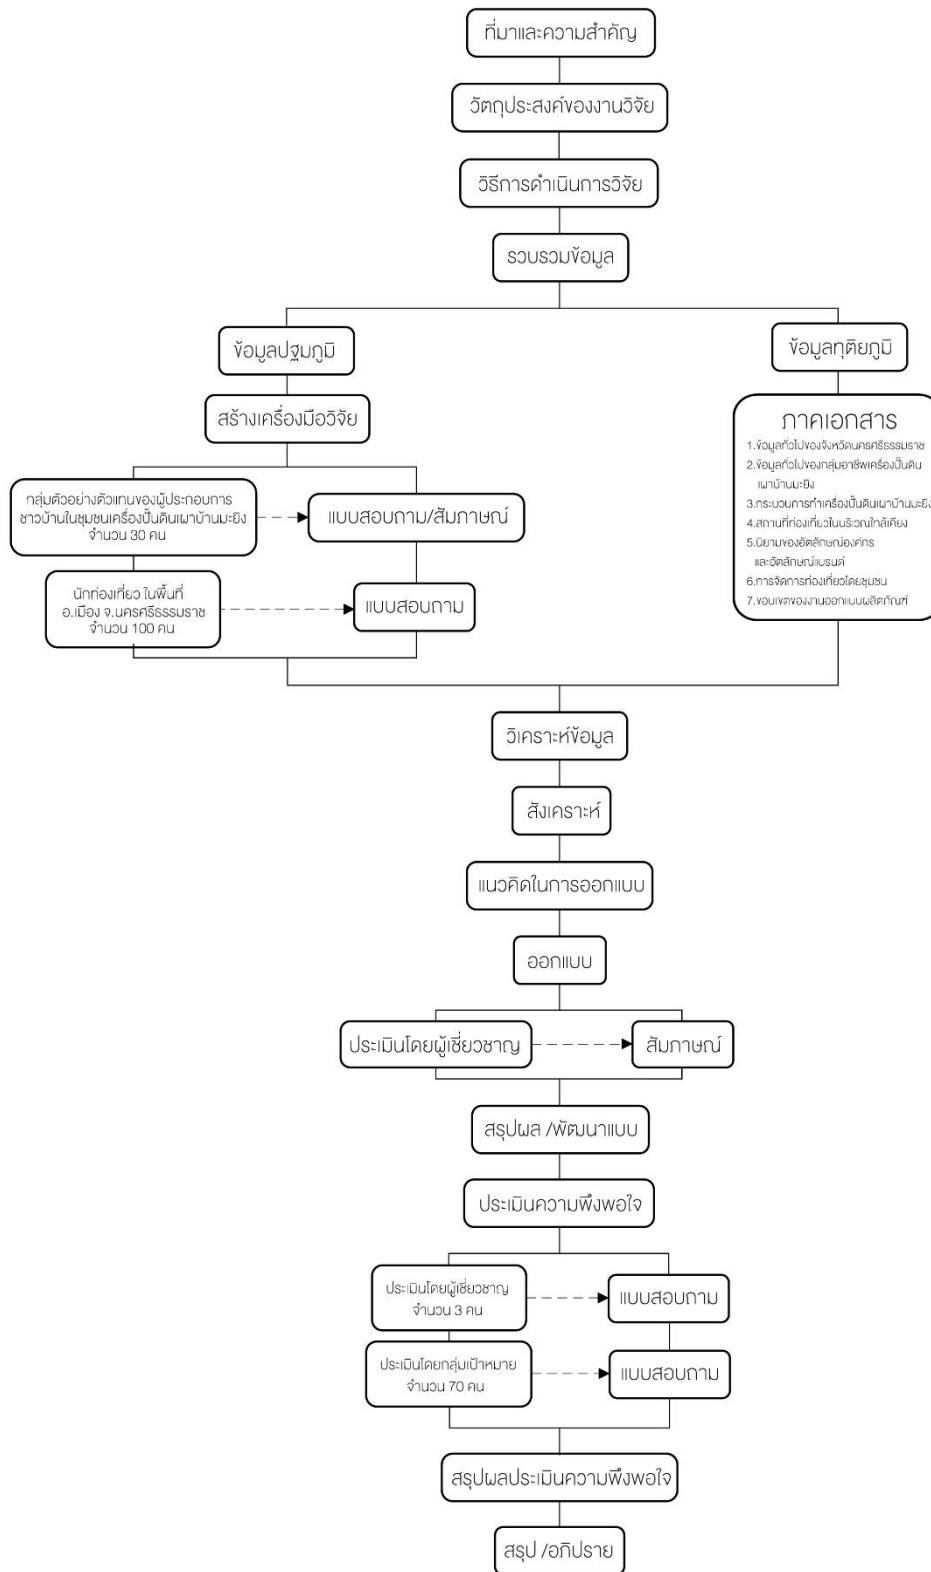 ที่มาและความสำคัญ
วัตถุประสงค์ของงานวิจัย
วิธีการดำเนินการวิจัย
รวบรวมข้อมูล
ข้อมูลปฐมภูมิ
สร้างเครื่องมือวิจัย
กลุ่มตัวอย่างตัวแทนของผู้ประกอบการ
ชาวบ้านในชุมชนเครื่องปั้นดินเผาบ้านมะยิง
จำนวน 30 คน
แบบสอบถาม/สัมภาษณ์
นักท่องเที่ยว ในพื้นที่
อ.เมือง จ.นครศรีธรรมราช
จำนวน 100 คน
แบบสอบถาม
ข้อมูลทุติยภูมิ
ภาคเอกสาร
1.ข้อมูลทั่วไปของจังหวัดนครศรีธรรมราช
2.ข้อมูลทั่วไปของกลุ่มอาชีพเครื่องปั้นดิน
เผาบ้านมะยิง
3.กระบวนการทำเครื่องปั้นดินเผาบ้านมะยิง
4.สถานที่ท่องเที่ยวในบริเวณใกล้เคียง
5.นิยามของอัตลักษณ์องค์กร
และอัตลักษณ์แบรนด์
6.การจัดการท่องเที่ยวโดยชุมชน
7.ขอบเขตของงานออกแบบผลิตภัณฑ์
วิเคราะห์ข้อมูล
สังเคราะห์
แนวคิดในการออกแบบ
ออกแบบ
ประเมินโดยผู้เชี่ยวชาญ
สัมภาษณ์
สรุปผล /พัฒนาแบบ
ประเมินความพึงพอใจ
ประเมินโดยผู้เชี่ยวชาญ
จำนวน 3 คน
แบบสอบถาม
ประเมินโดยกลุ่มเป้าหมาย
จำนวน 70 คน
แบบสอบถาม
สรุปผลประเมินความพึงพอใจ
สรุป /อภิปราย